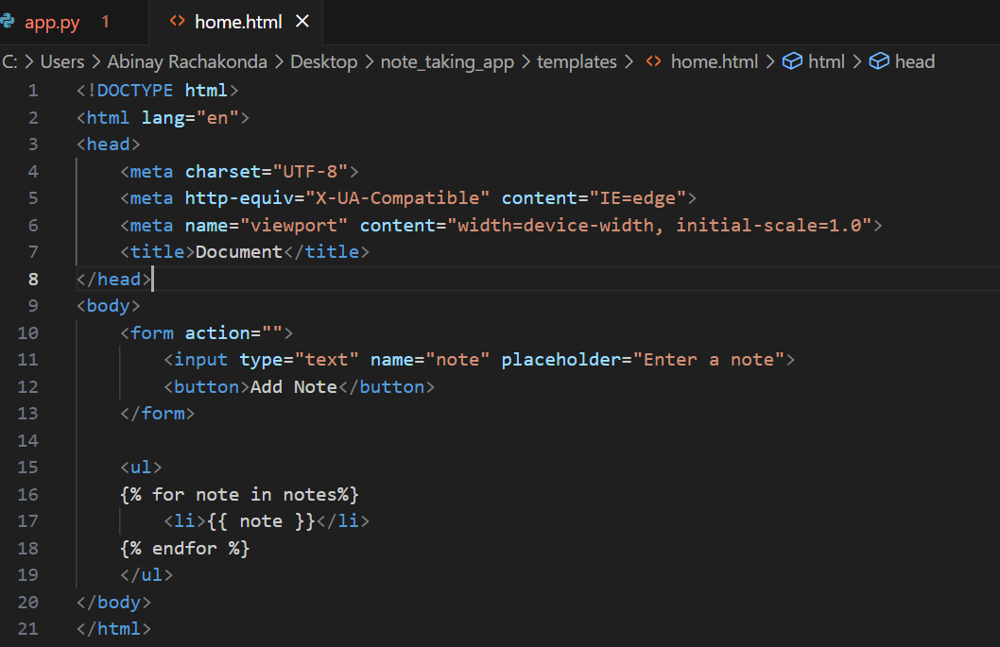 app.py 1 home.html
C: > Users > Abinay Rachakonda > Desktop > note_taking_app > templates > <> home.html > html > head
1 <!DOCTYPE html>
2 <html lang="en">
3 <head>
4     <meta charset="UTF-8">
5     <meta http-equiv="X-UA-Compatible" content="IE=edge">
6     <meta name="viewport" content="width=device-width, initial-scale=1.0">
7     <title>Document</title>
8 </head>
9 <body>
10     <form action="">
11         <input type="text" name="note" placeholder="Enter a note">
12         <button>Add Note</button>
13     </form>
14
15     <ul>
16     {% for note in notes%}
17         <li>{{ note }}</li>
18     {% endfor %}
19     </ul>
20 </body>
21 </html>